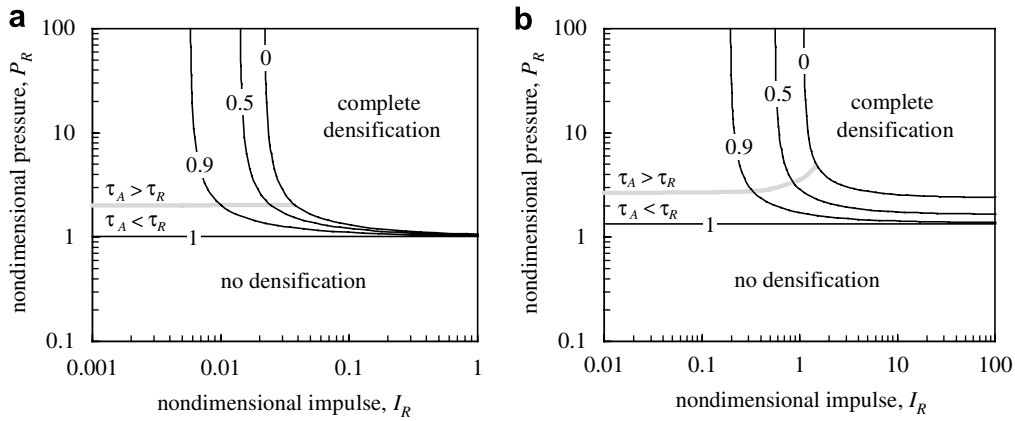 a
100
10
1
0.1
0.001
0.01
0.1
1
nondimensional pressure, P_R
nondimensional impulse, I_R
0
0.5
0.9
1
complete
densification
τ_A > τ_R
τ_A < τ_R
no densification
b
100
10
1
0.1
0.01
0.1
1
10
100
nondimensional pressure, P_R
nondimensional impulse, I_R
0
0.5
0.9
1
complete
densification
τ_A > τ_R
τ_A < τ_R
no densification